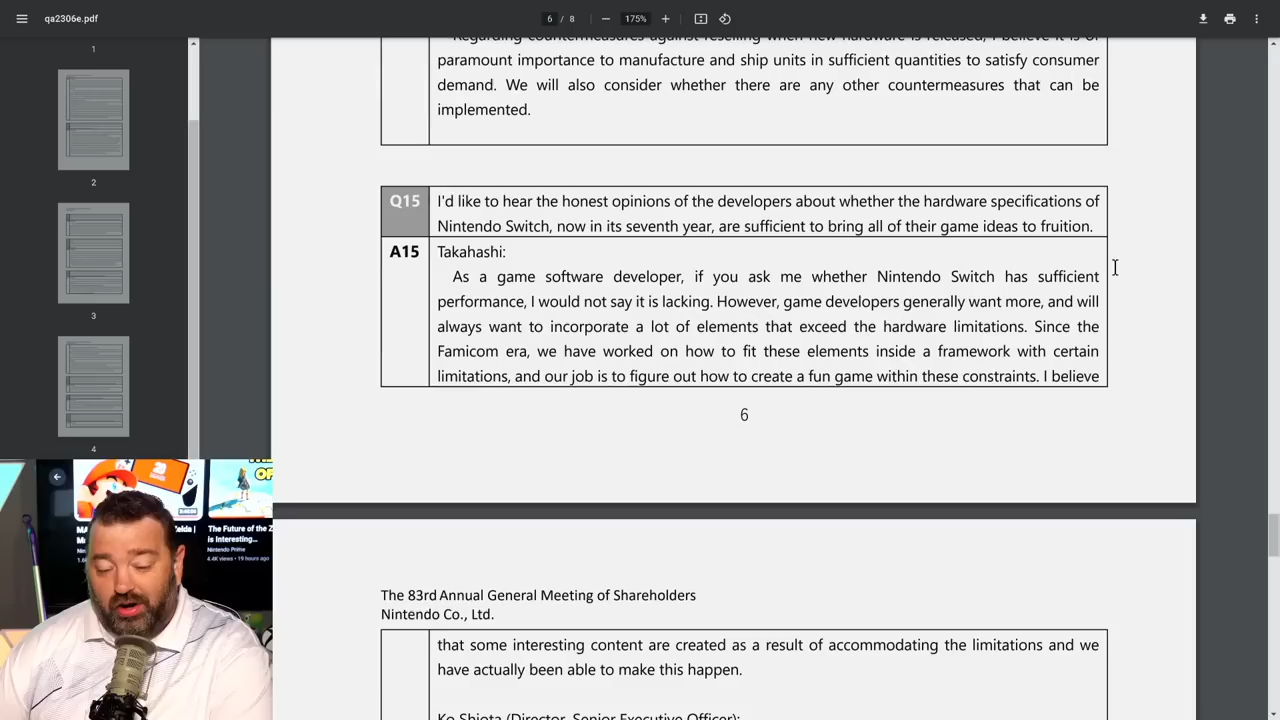 qa2306e.pdf
6 / 8
175%
1
2
3
4
Regarding countermeasures against reselling when new hardware is released, I believe it is of
paramount importance to manufacture and ship units in sufficient quantities to satisfy consumer
demand. We will also consider whether there are any other countermeasures that can be
implemented.
Q15
I'd like to hear the honest opinions of the developers about whether the hardware specifications of
Nintendo Switch, now in its seventh year, are sufficient to bring all of their game ideas to fruition.
A15
Takahashi:
As a game software developer, if you ask me whether Nintendo Switch has sufficient
performance, I would not say it is lacking. However, game developers generally want more, and will
always want to incorporate a lot of elements that exceed the hardware limitations. Since the
Famicom era, we have worked on how to fit these elements inside a framework with certain
limitations, and our job is to figure out how to create a fun game within these constraints. I believe
6
The 83rd Annual General Meeting of Shareholders
Nintendo Co., Ltd.
that some interesting content are created as a result of accommodating the limitations and we
have actually been able to make this happen.
Ko Shiota (Director, Senior Executive Officer):
The Future of the Z
is Interesting...
Nintendo Prime
4.4K views • 19 hours ago